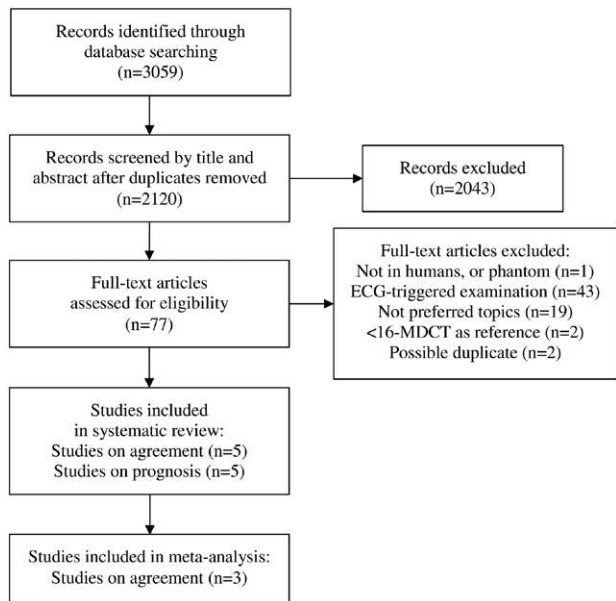 Records identified through
database searching
(n=3059)
Records screened by title and
abstract after duplicates removed
(n=2120)
Records excluded
(n=2043)
Full-text articles
assessed for eligibility
(n=77)
Full-text articles excluded:
Not in humans, or phantom (n=1)
ECG-triggered examination (n=43)
Not preferred topics (n=19)
<16-MDCT as reference (n=2)
Possible duplicate (n=2)
Studies included
in systematic review:
Studies on agreement (n=5)
Studies on prognosis (n=5)
Studies included in meta-analysis:
Studies on agreement (n=3)